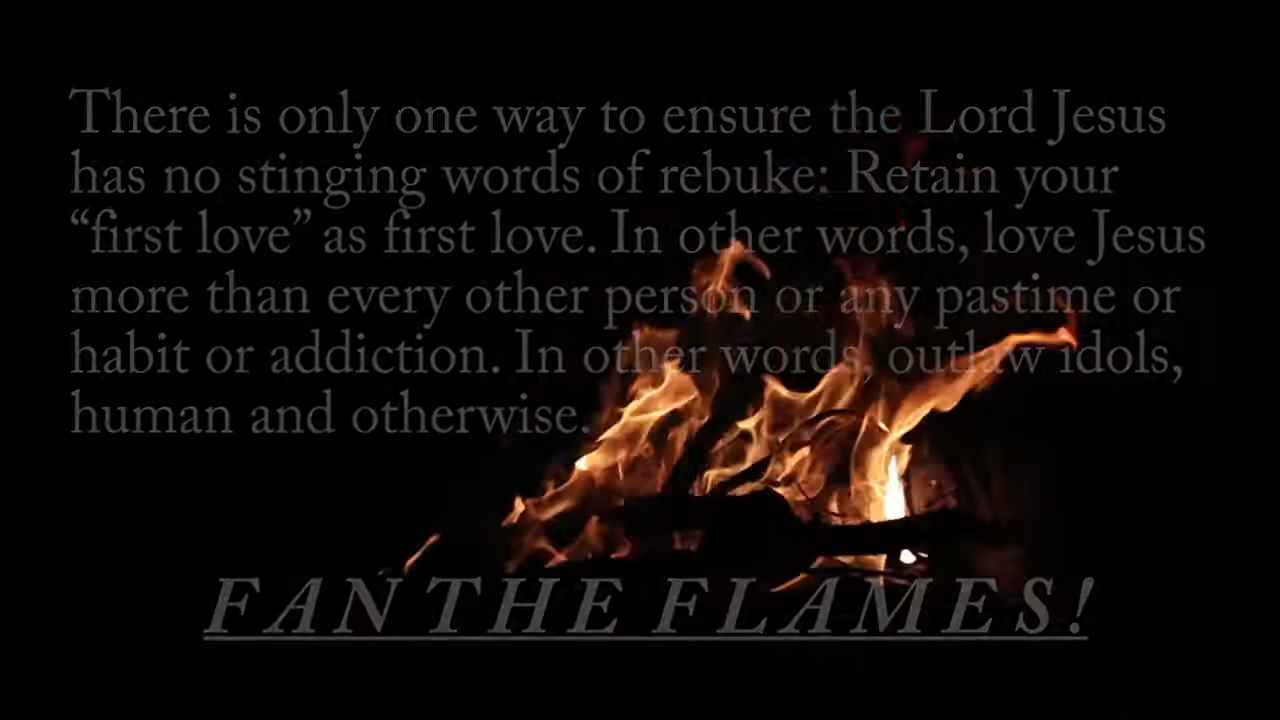 There is only one way to ensure the Lord Jesus
has no stinging words of rebuke: Retain your
“first love” as first love. In other words, love Jesus
more than every other person or any pastime or
habit or addiction. In other words, outlaw idols,
human and otherwise.
FAN THE FLAMES!